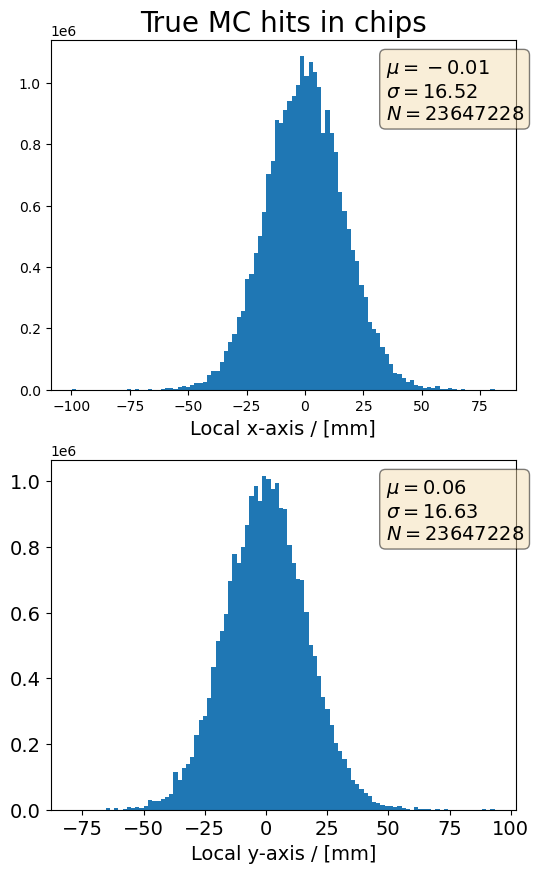 True MC hits in chips
1e6
μ = −0.01
σ = 16.52
N = 23647228
1.0
0.8
0.6
0.4
0.2
0.0
−100 −75 −50 −25 0 25 50 75
Local x-axis / [mm]
1e6
μ = 0.06
σ = 16.63
N = 23647228
1.0
0.8
0.6
0.4
0.2
0.0
−75 −50 −25 0 25 50 75 100
Local y-axis / [mm]